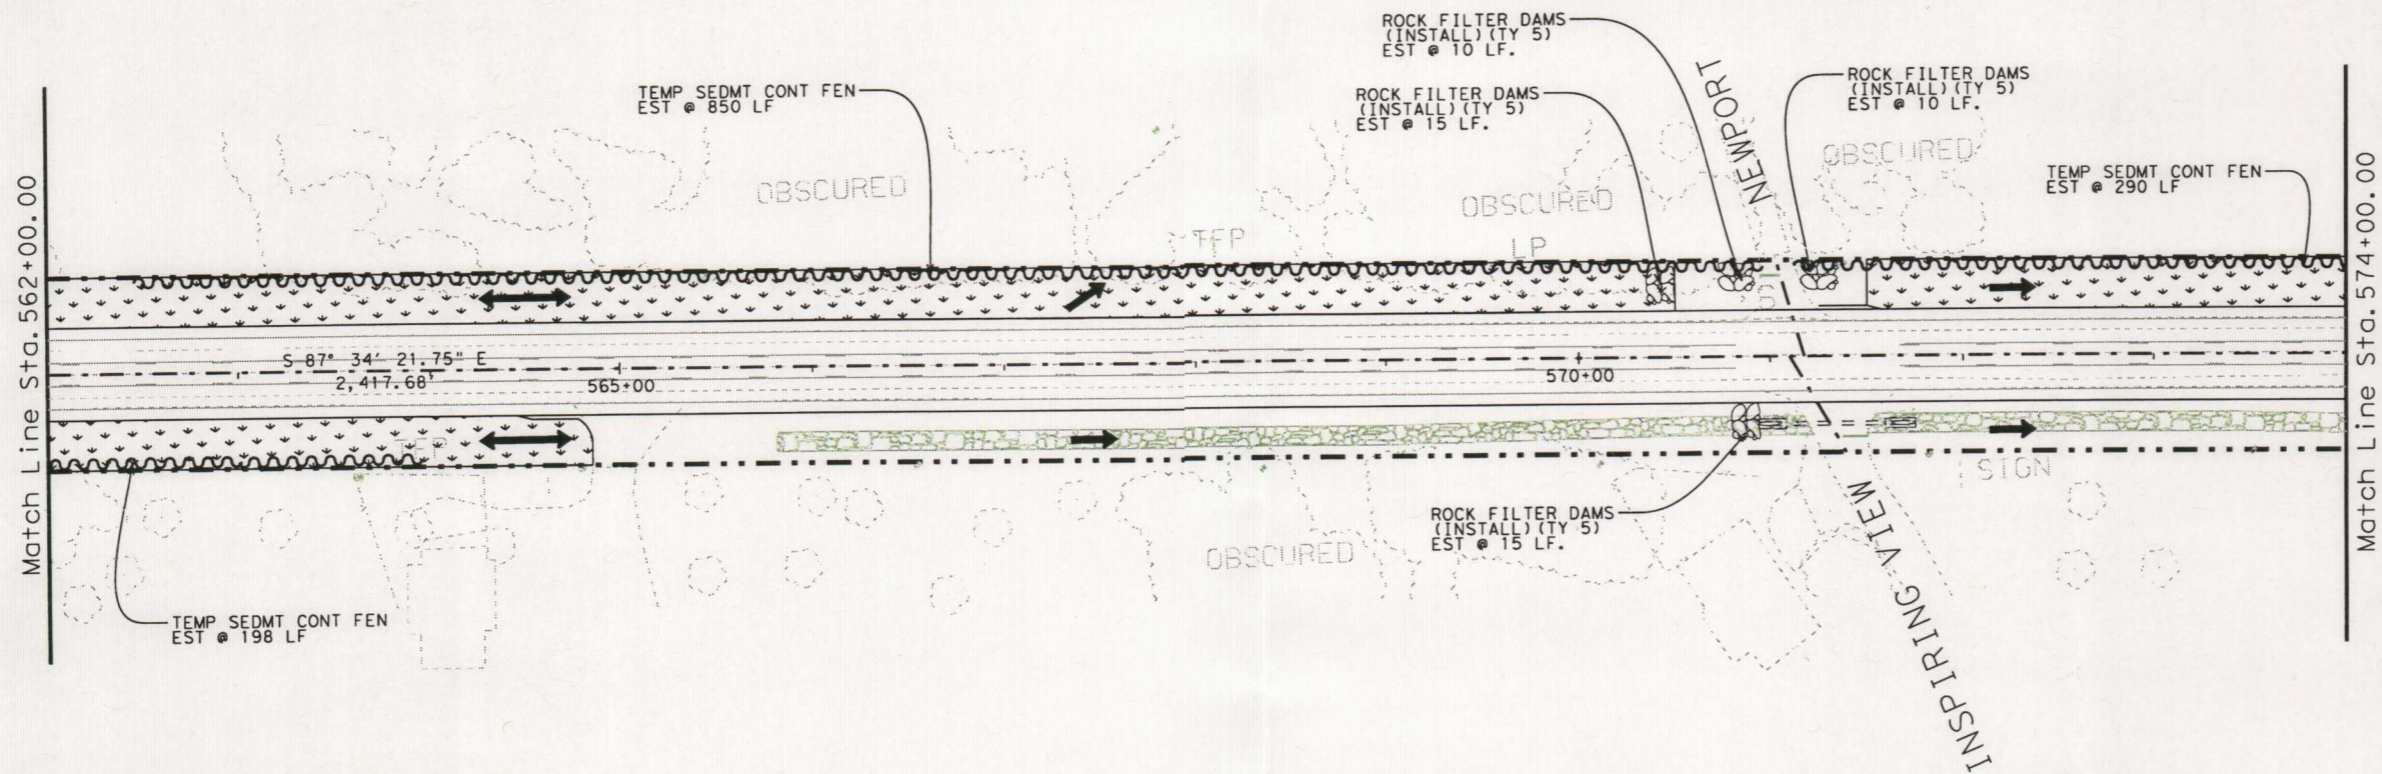 ROCK FILTER DAMS
(INSTALL)(TY 5)
EST @ 10 LF.
TEMP SEDMT CONT FEN
EST @ 850 LF
ROCK FILTER DAMS
(INSTALL)(TY 5)
EST @ 15 LF.
NEWPORT
ROCK FILTER DAMS
(INSTALL)(TY 5)
EST @ 10 LF.
OBSCURED
OBSCURED
OBSCURED
TEMP SEDMT CONT FEN
EST @ 290 LF
TFP
LP
Match Line Sta. 562+00.00
Match Line Sta. 574+00.00
S 87° 34' 21.75" E
2,417.68'
565+00
570+00
TFP
SIGN
ROCK FILTER DAMS
(INSTALL)(TY 5)
EST @ 15 LF.
OBSCURED
INSPIRING VIEW
TEMP SEDMT CONT FEN
EST @ 198 LF